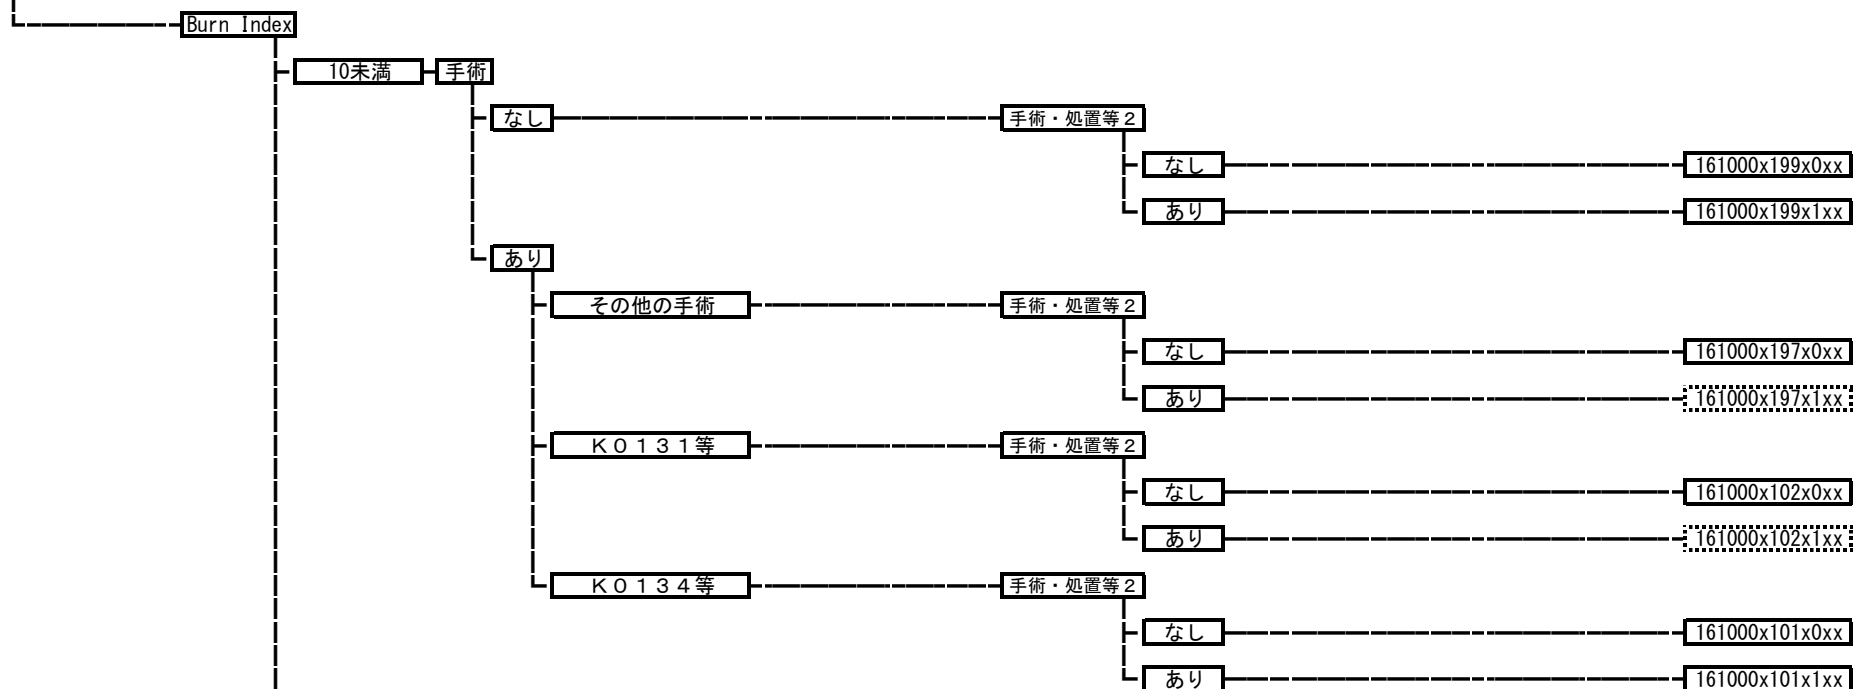 Burn Index
10未満 手術
なし 手術・処置等２
なし 161000x199x0xx
あり 161000x199x1xx
あり
その他の手術 手術・処置等２
なし 161000x197x0xx
あり 161000x197x1xx
Ｋ０１３１等 手術・処置等２
なし 161000x102x0xx
あり 161000x102x1xx
Ｋ０１３４等 手術・処置等２
なし 161000x101x0xx
あり 161000x101x1xx